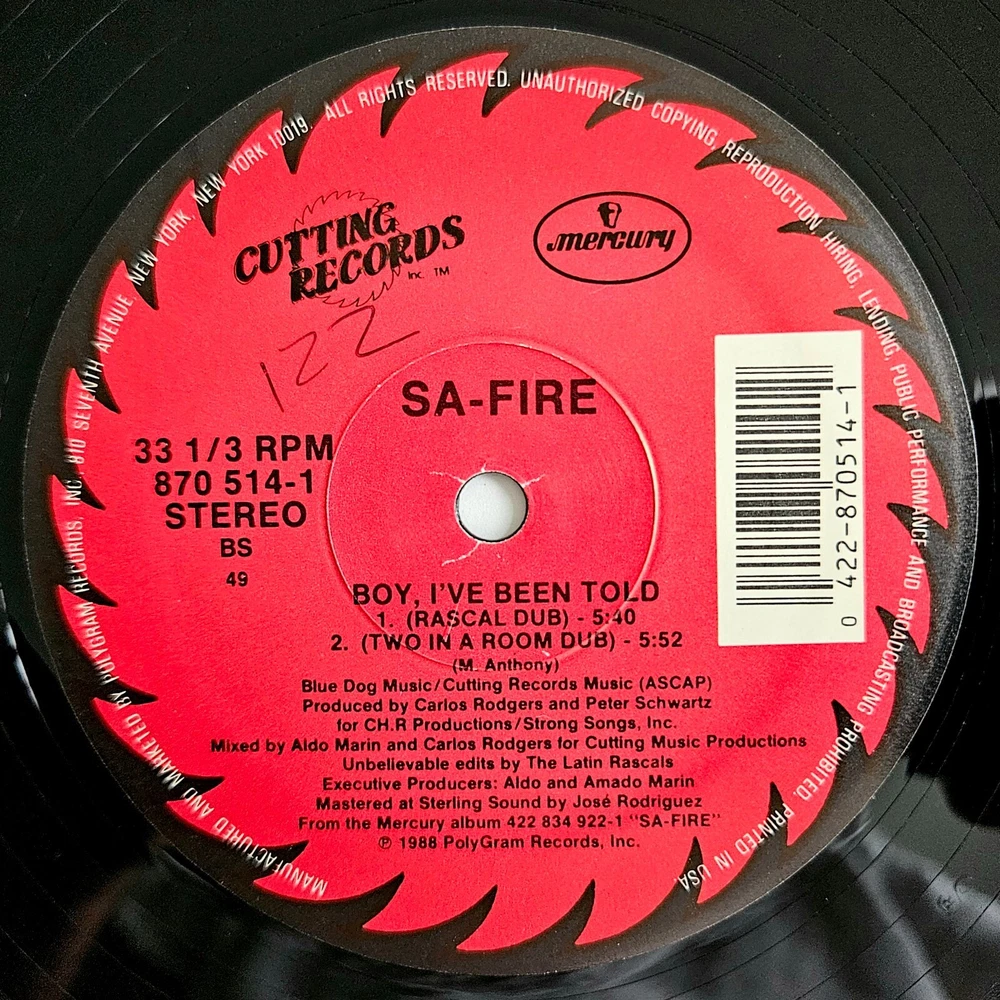 MANUFACTURED AND MARKETED BY POLYGRAM RECORDS, INC. 810 SEVENTH AVENUE, NEW YORK, NEW YORK 10019. ALL RIGHTS RESERVED. UNAUTHORIZED COPYING, REPRODUCTION, HIRING, LENDING, PUBLIC PERFORMANCE AND BROADCASTING PROHIBITED. PRINTED IN USA
CUTTING
RECORDS
Inc. TM
mercury
122
SA-FIRE
33 1/3 RPM
870 514-1
STEREO
BS
49
0 422-870514-1
BOY, I'VE BEEN TOLD
1. (RASCAL DUB) - 5:40
2. (TWO IN A ROOM DUB) - 5:52
(M. Anthony)
Blue Dog Music/Cutting Records Music (ASCAP)
Produced by Carlos Rodgers and Peter Schwartz
for CH.R Productions/Strong Songs, Inc.
Mixed by Aldo Marin and Carlos Rodgers for Cutting Music Productions
Unbelievable edits by The Latin Rascals
Executive Producers: Aldo and Amado Marin
Mastered at Sterling Sound by José Rodriguez
From the Mercury album 422 834 922-1 "SA-FIRE"
℗ 1988 PolyGram Records, Inc.